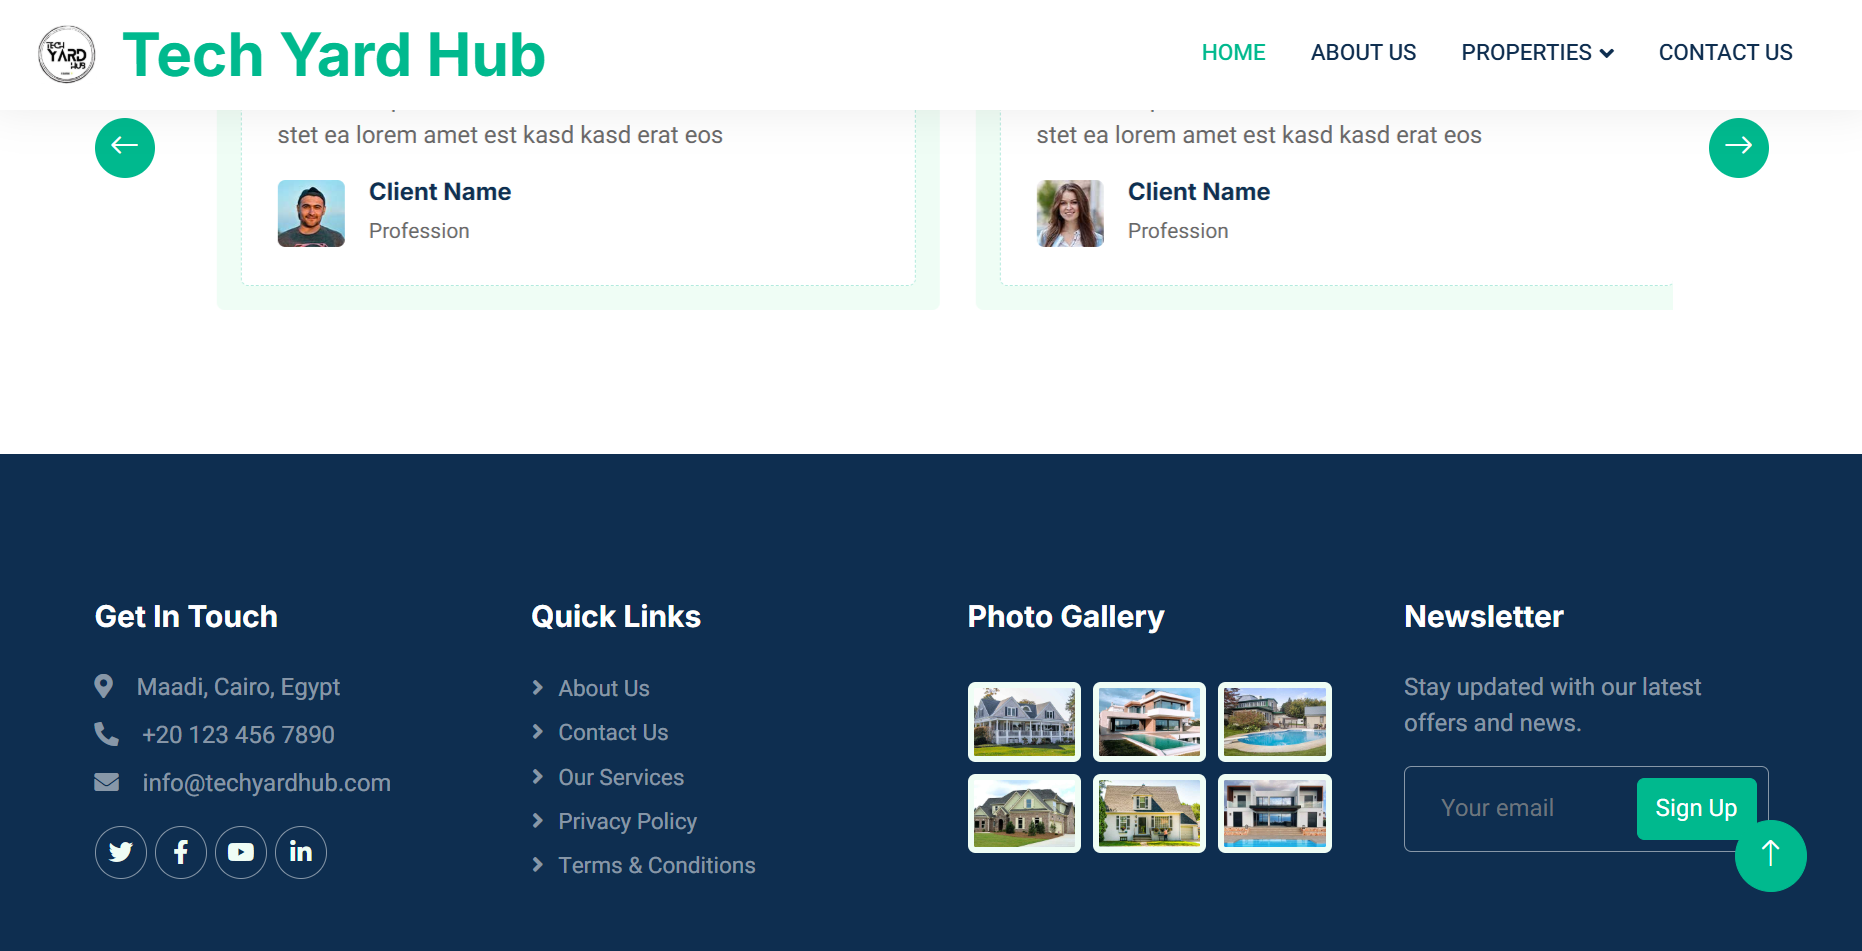 TECH
YARD
HUB
Tech Yard Hub
HOME
ABOUT US
PROPERTIES
CONTACT US
stet ea lorem amet est kasd kasd erat eos
Client Name
Profession
stet ea lorem amet est kasd kasd erat eos
Client Name
Profession
Get In Touch
Maadi, Cairo, Egypt
+20 123 456 7890
info@techyardhub.com
Quick Links
About Us
Contact Us
Our Services
Privacy Policy
Terms & Conditions
Photo Gallery
Newsletter
Stay updated with our latest
offers and news.
Your email
Sign Up